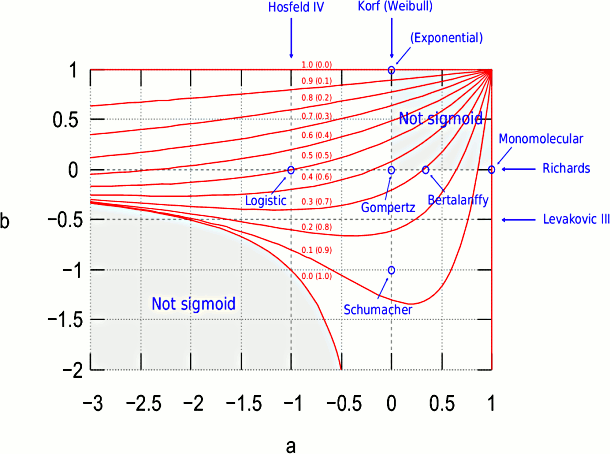 Hosfeld IV
Korf (Weibull)
(Exponential)
1.0 (0.0)
0.9 (0.1)
0.8 (0.2)
0.7 (0.3)
0.6 (0.4)
0.5 (0.5)
0.4 (0.6)
0.3 (0.7)
0.2 (0.8)
0.1 (0.9)
0.0 (1.0)
Not sigmoid
Monomolecular
Richards
Logistic
Gompertz
Bertalanffy
Levakovic III
Schumacher
Not sigmoid
1
0.5
0
−0.5
−1
−1.5
−2
b
−3
−2.5
−2
−1.5
−1
−0.5
0
0.5
1
a